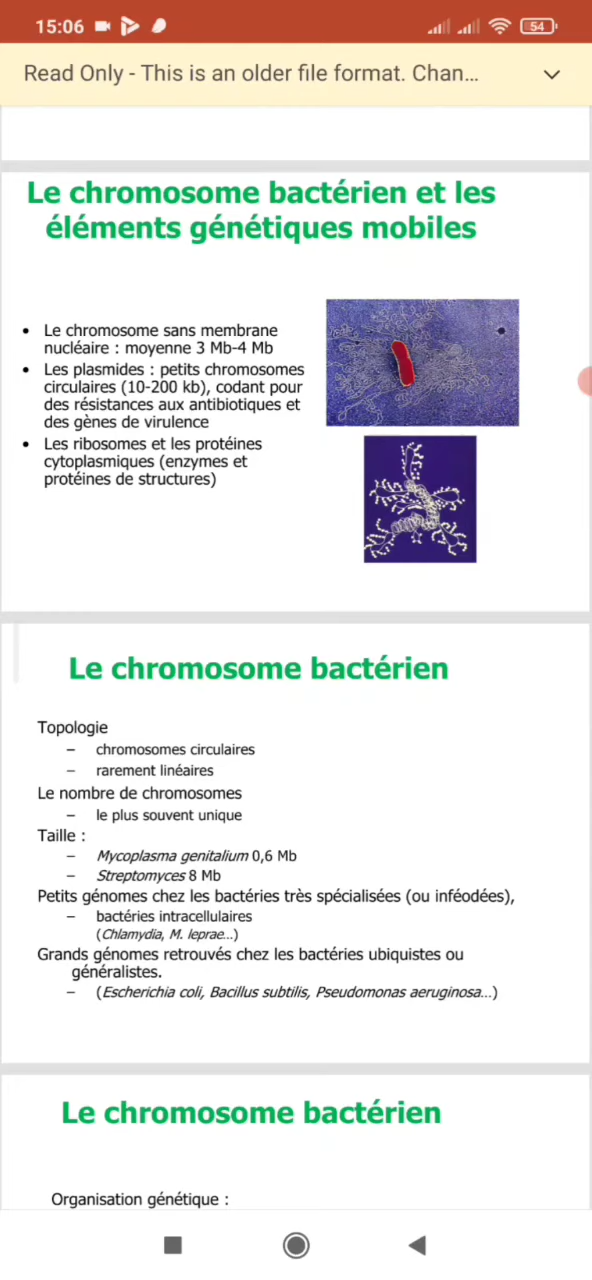 15:06
54
Read Only - This is an older file format. Chan...
Le chromosome bactérien et les
éléments génétiques mobiles
• Le chromosome sans membrane
nucléaire : moyenne 3 Mb-4 Mb
• Les plasmides : petits chromosomes
circulaires (10-200 kb), codant pour
des résistances aux antibiotiques et
des gènes de virulence
• Les ribosomes et les protéines
cytoplasmiques (enzymes et
protéines de structures)
Le chromosome bactérien
Topologie
– chromosomes circulaires
– rarement linéaires
Le nombre de chromosomes
– le plus souvent unique
Taille :
– Mycoplasma genitalium 0,6 Mb
– Streptomyces 8 Mb
Petits génomes chez les bactéries très spécialisées (ou inféodées),
– bactéries intracellulaires
(Chlamydia, M. leprae...)
Grands génomes retrouvés chez les bactéries ubiquistes ou
généralistes.
– (Escherichia coli, Bacillus subtilis, Pseudomonas aeruginosa...)
Le chromosome bactérien
Organisation génétique :